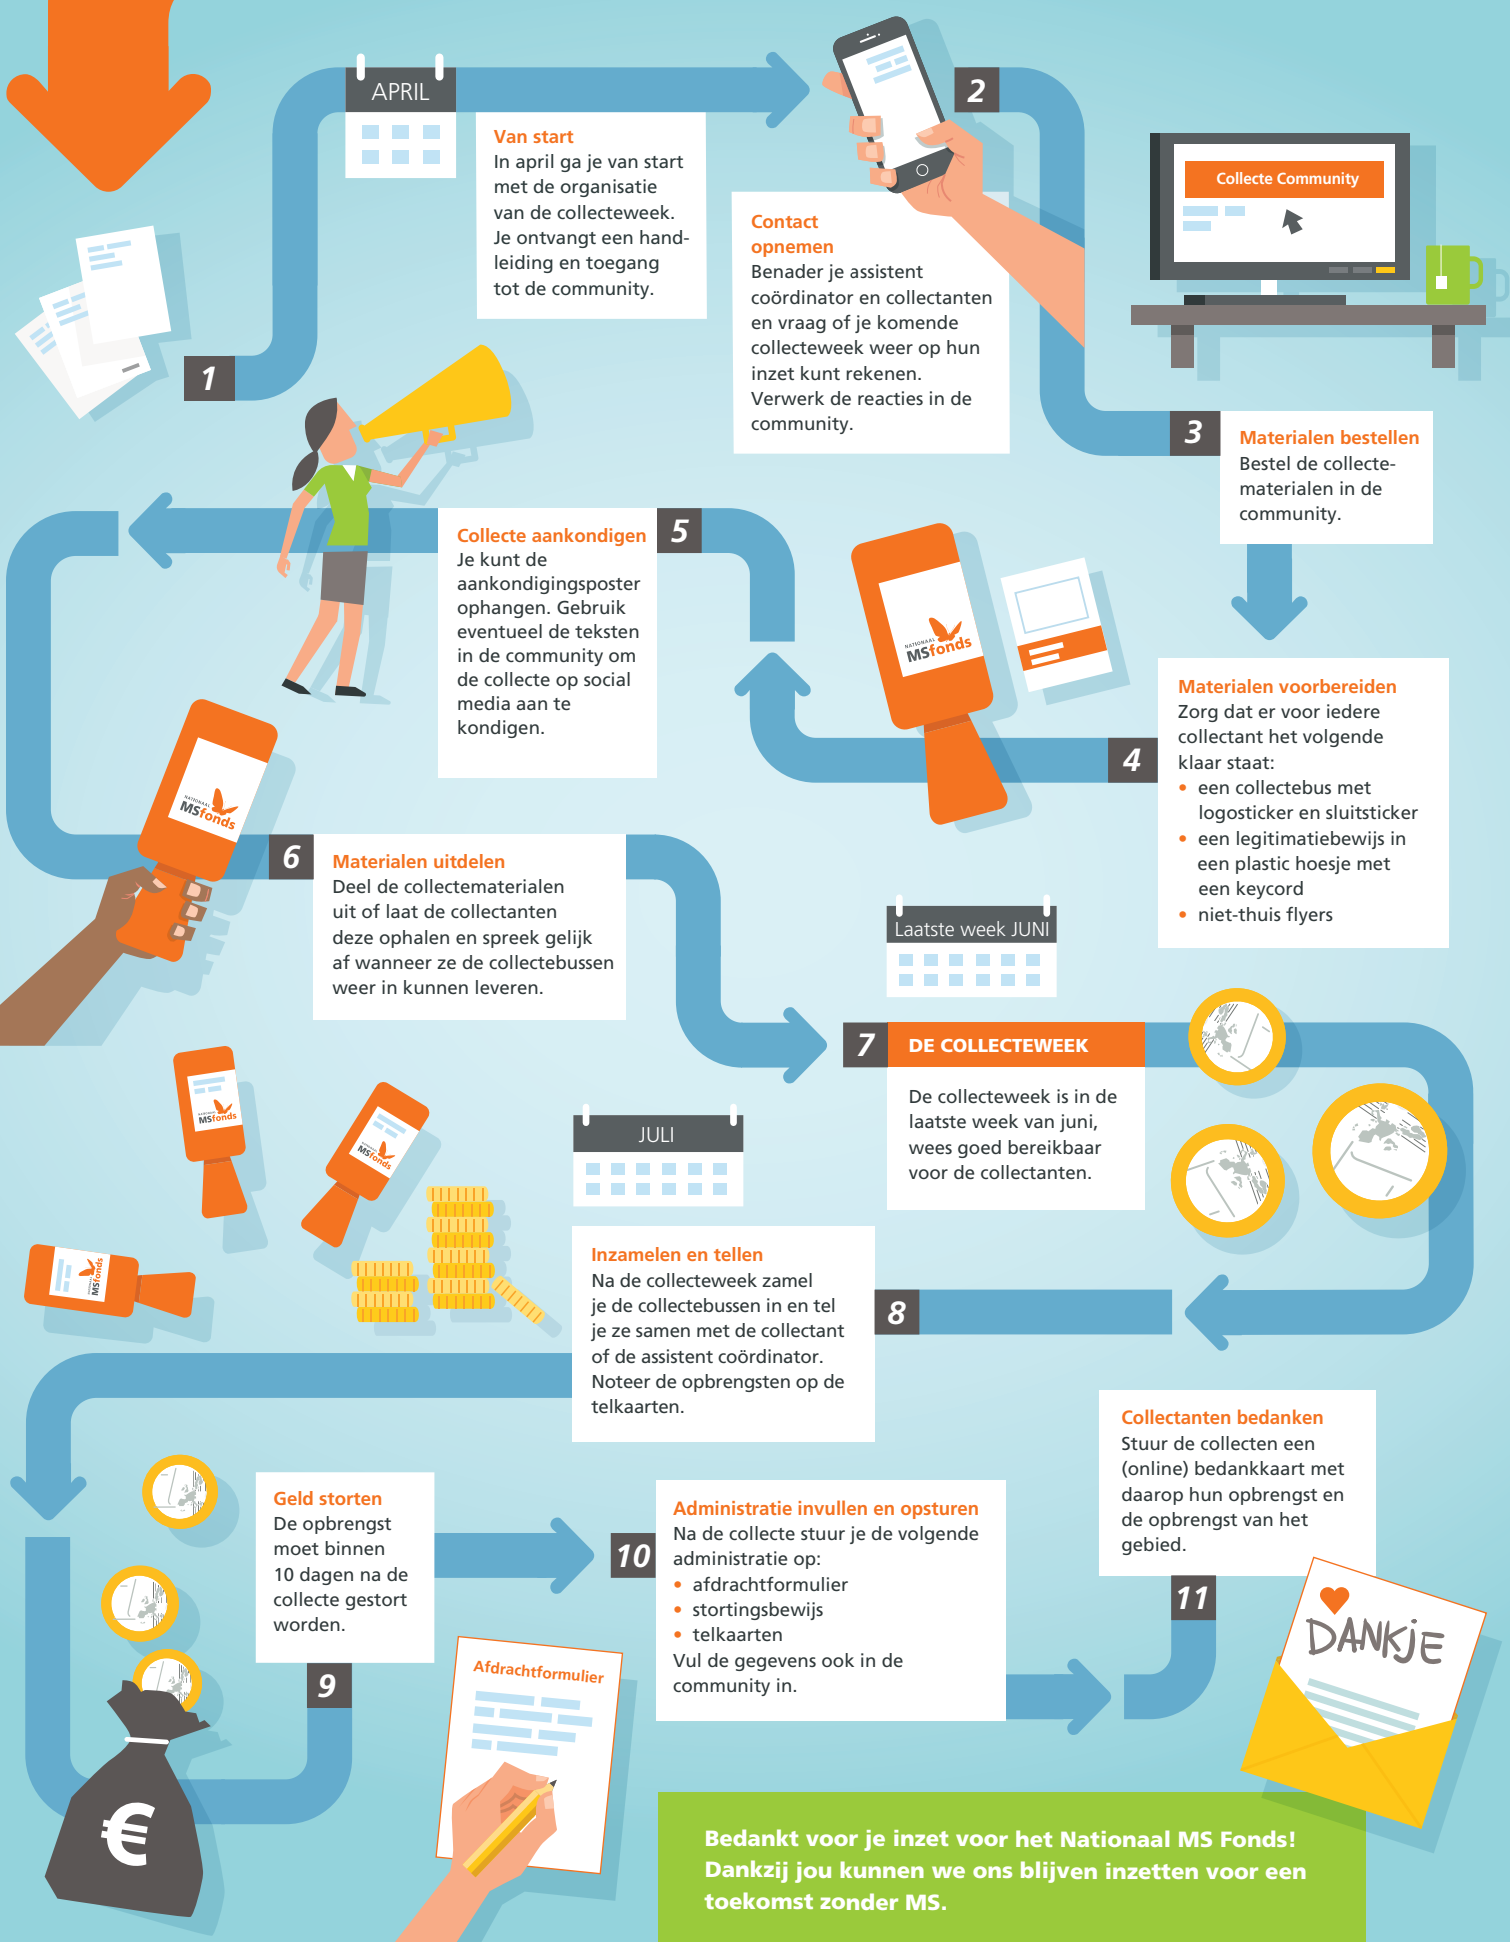 APRIL
1
Van start
In april ga je van start
met de organisatie
van de collecteweek.
Je ontvangt een hand-
leiding en toegang
tot de community.
2
Contact
opnemen
Benader je assistent
coördinator en collectanten
en vraag of je komende
collecteweek weer op hun
inzet kunt rekenen.
Verwerk de reacties in de
community.
Collecte Community
3
Materialen bestellen
Bestel de collecte-
materialen in de
community.
4
Materialen voorbereiden
Zorg dat er voor iedere
collectant het volgende
klaar staat:
• een collectebus met
logosticker en sluitsticker
• een legitimatiebewijs in
een plastic hoesje met
een keycord
• niet-thuis flyers
NATIONAAL
MSfonds
5
Collecte aankondigen
Je kunt de
aankondigingsposter
ophangen. Gebruik
eventueel de teksten
in de community om
de collecte op social
media aan te
kondigen.
NATIONAAL
MSfonds
6
Materialen uitdelen
Deel de collectematerialen
uit of laat de collectanten
deze ophalen en spreek gelijk
af wanneer ze de collectebussen
weer in kunnen leveren.
Laatste week JUNI
7
DE COLLECTEWEEK
De collecteweek is in de
laatste week van juni,
wees goed bereikbaar
voor de collectanten.
NATIONAAL
MSfonds
NATIONAAL
MSfonds
NATIONAAL
MSfonds
JULI
8
Inzamelen en tellen
Na de collecteweek zamel
je de collectebussen in en tel
je ze samen met de collectant
of de assistent coördinator.
Noteer de opbrengsten op de
telkaarten.
Geld storten
De opbrengst
moet binnen
10 dagen na de
collecte gestort
worden.
9
€
10
Administratie invullen en opsturen
Na de collecte stuur je de volgende
administratie op:
• afdrachtformulier
• stortingsbewijs
• telkaarten
Vul de gegevens ook in de
community in.
Afdrachtformulier
Collectanten bedanken
Stuur de collecten een
(online) bedankkaart met
daarop hun opbrengst en
de opbrengst van het
gebied.
11
DANKJE
Bedankt voor je inzet voor het Nationaal MS Fonds!
Dankzij jou kunnen we ons blijven inzetten voor een
toekomst zonder MS.